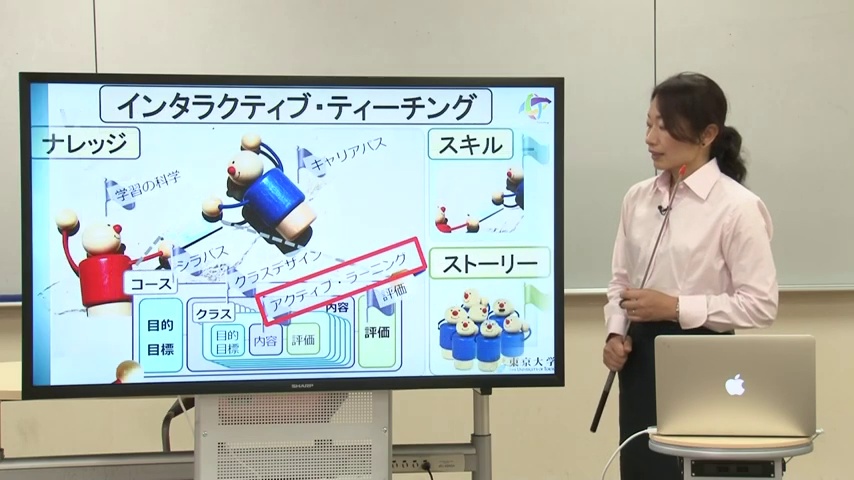 インタラクティブ・ティーチング
ナレッジ
スキル
学習の科学
キャリアパス
シラバス
クラスデザイン
アクティブ・ラーニング
評価
ストーリー
コース
目的
目標
クラス
目的
目標
内容
評価
内容
評価
東京大学
SHARP